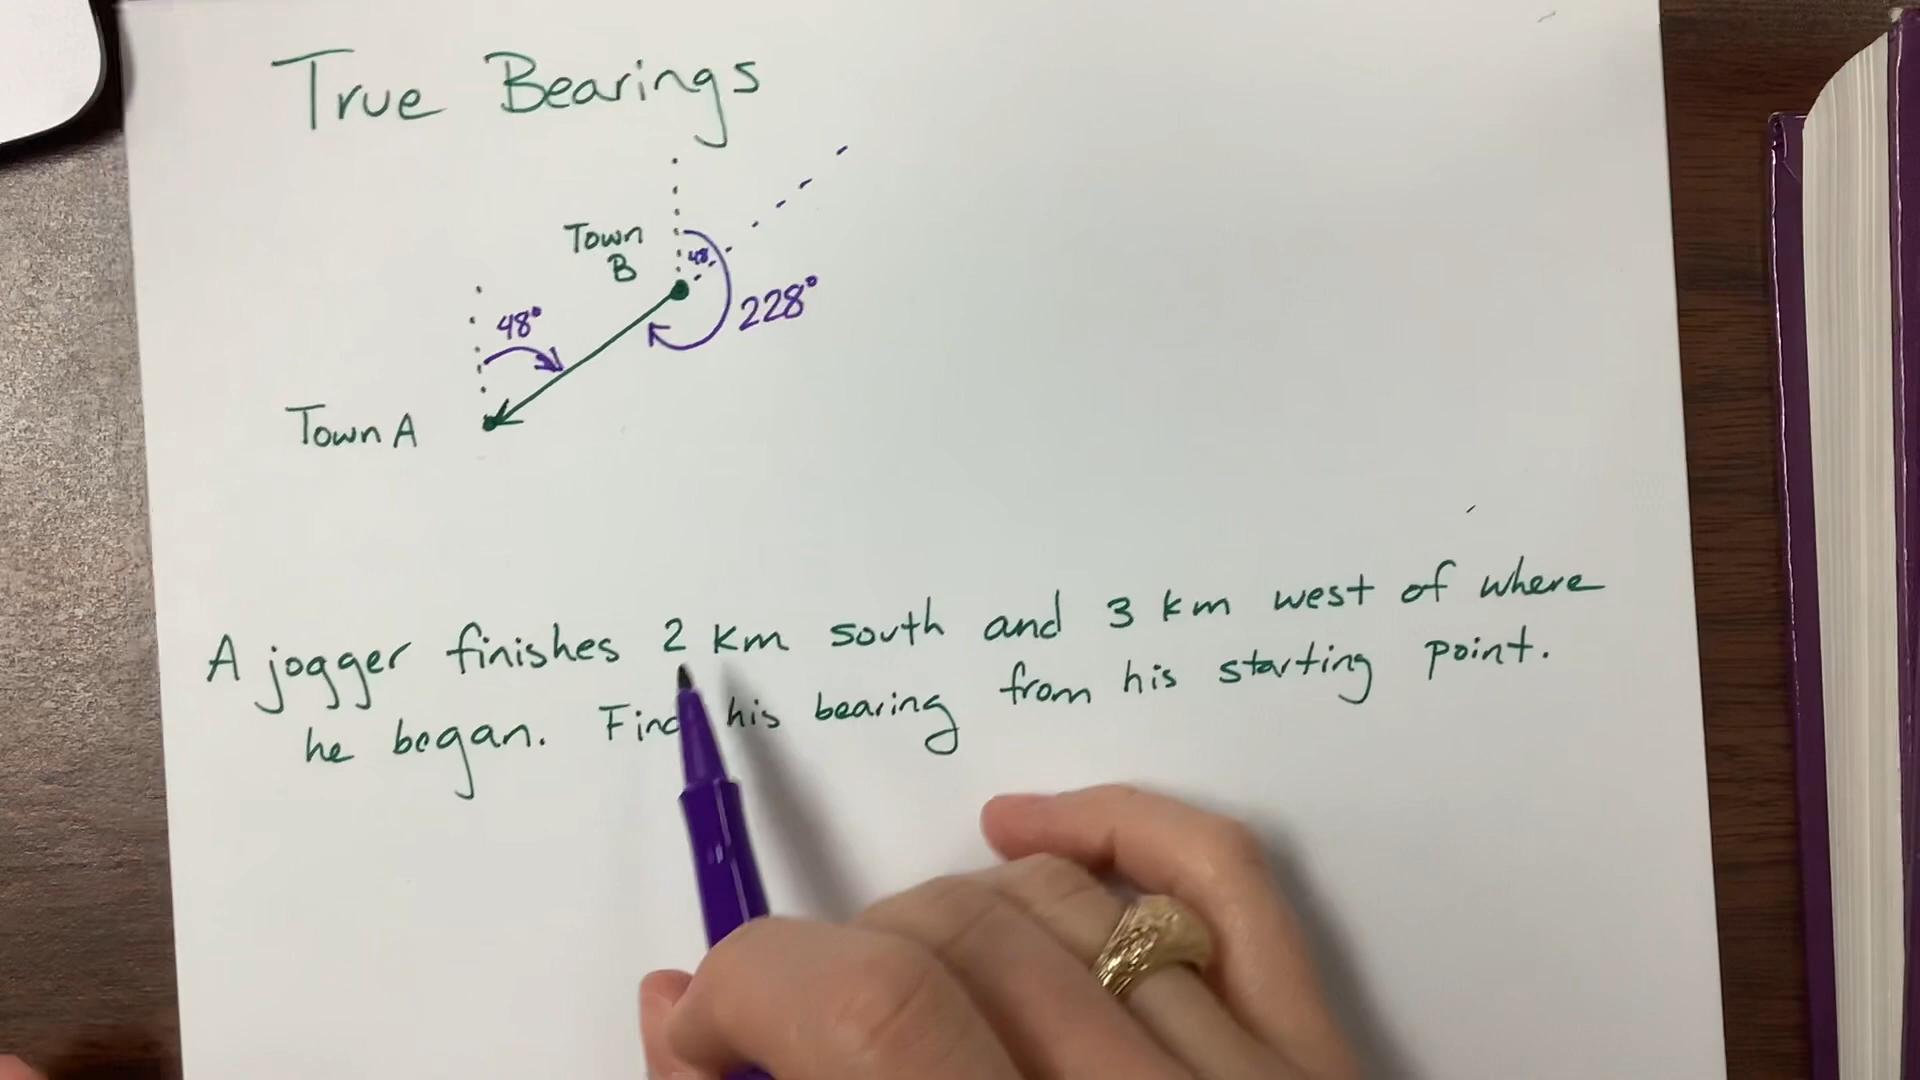 True Bearings
Town
B
48
228°
48°
Town A
A jogger finishes 2 km south and 3 km west of where
he began. Find his bearing from his starting point.